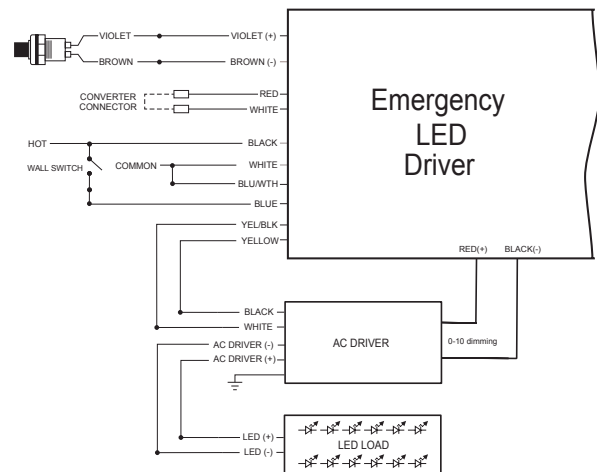 VIOLET
VIOLET (+)
BROWN
BROWN (-)
CONVERTER
CONNECTOR
RED
WHITE
HOT
BLACK
WALL SWITCH
COMMON
WHITE
BLU/WTH
BLUE
YEL/BLK
YELLOW
Emergency
LED
Driver
RED(+)
BLACK(-)
BLACK
WHITE
AC DRIVER (-)
AC DRIVER (+)
AC DRIVER
0-10 dimming
LED (+)
LED (-)
LED LOAD